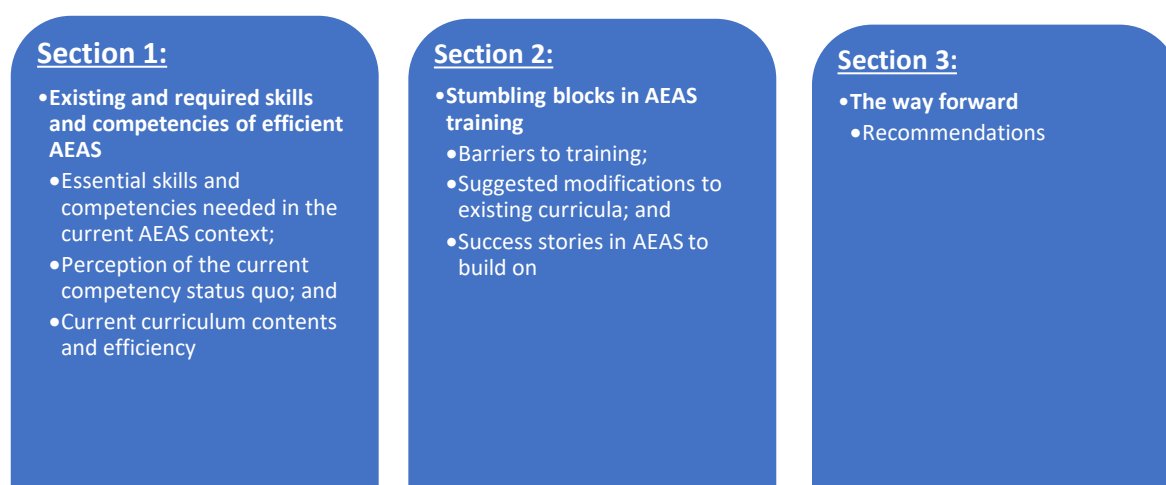 Section 1:
•Existing and required skills
and competencies of efficient
AEAS
•Essential skills and
competencies needed in the
current AEAS context;
•Perception of the current
competency status quo; and
•Current curriculum contents
and efficiency
Section 2:
•Stumbling blocks in AEAS
training
•Barriers to training;
•Suggested modifications to
existing curricula; and
•Success stories in AEAS to
build on
Section 3:
•The way forward
•Recommendations